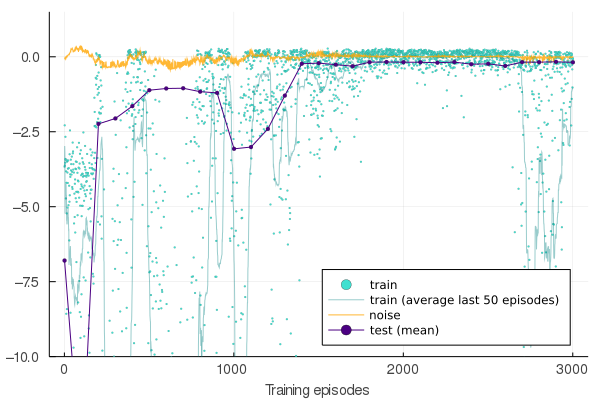 0.0
−2.5
−5.0
−7.5
−10.0
0
1000
2000
3000
Training episodes
train
train (average last 50 episodes)
noise
test (mean)